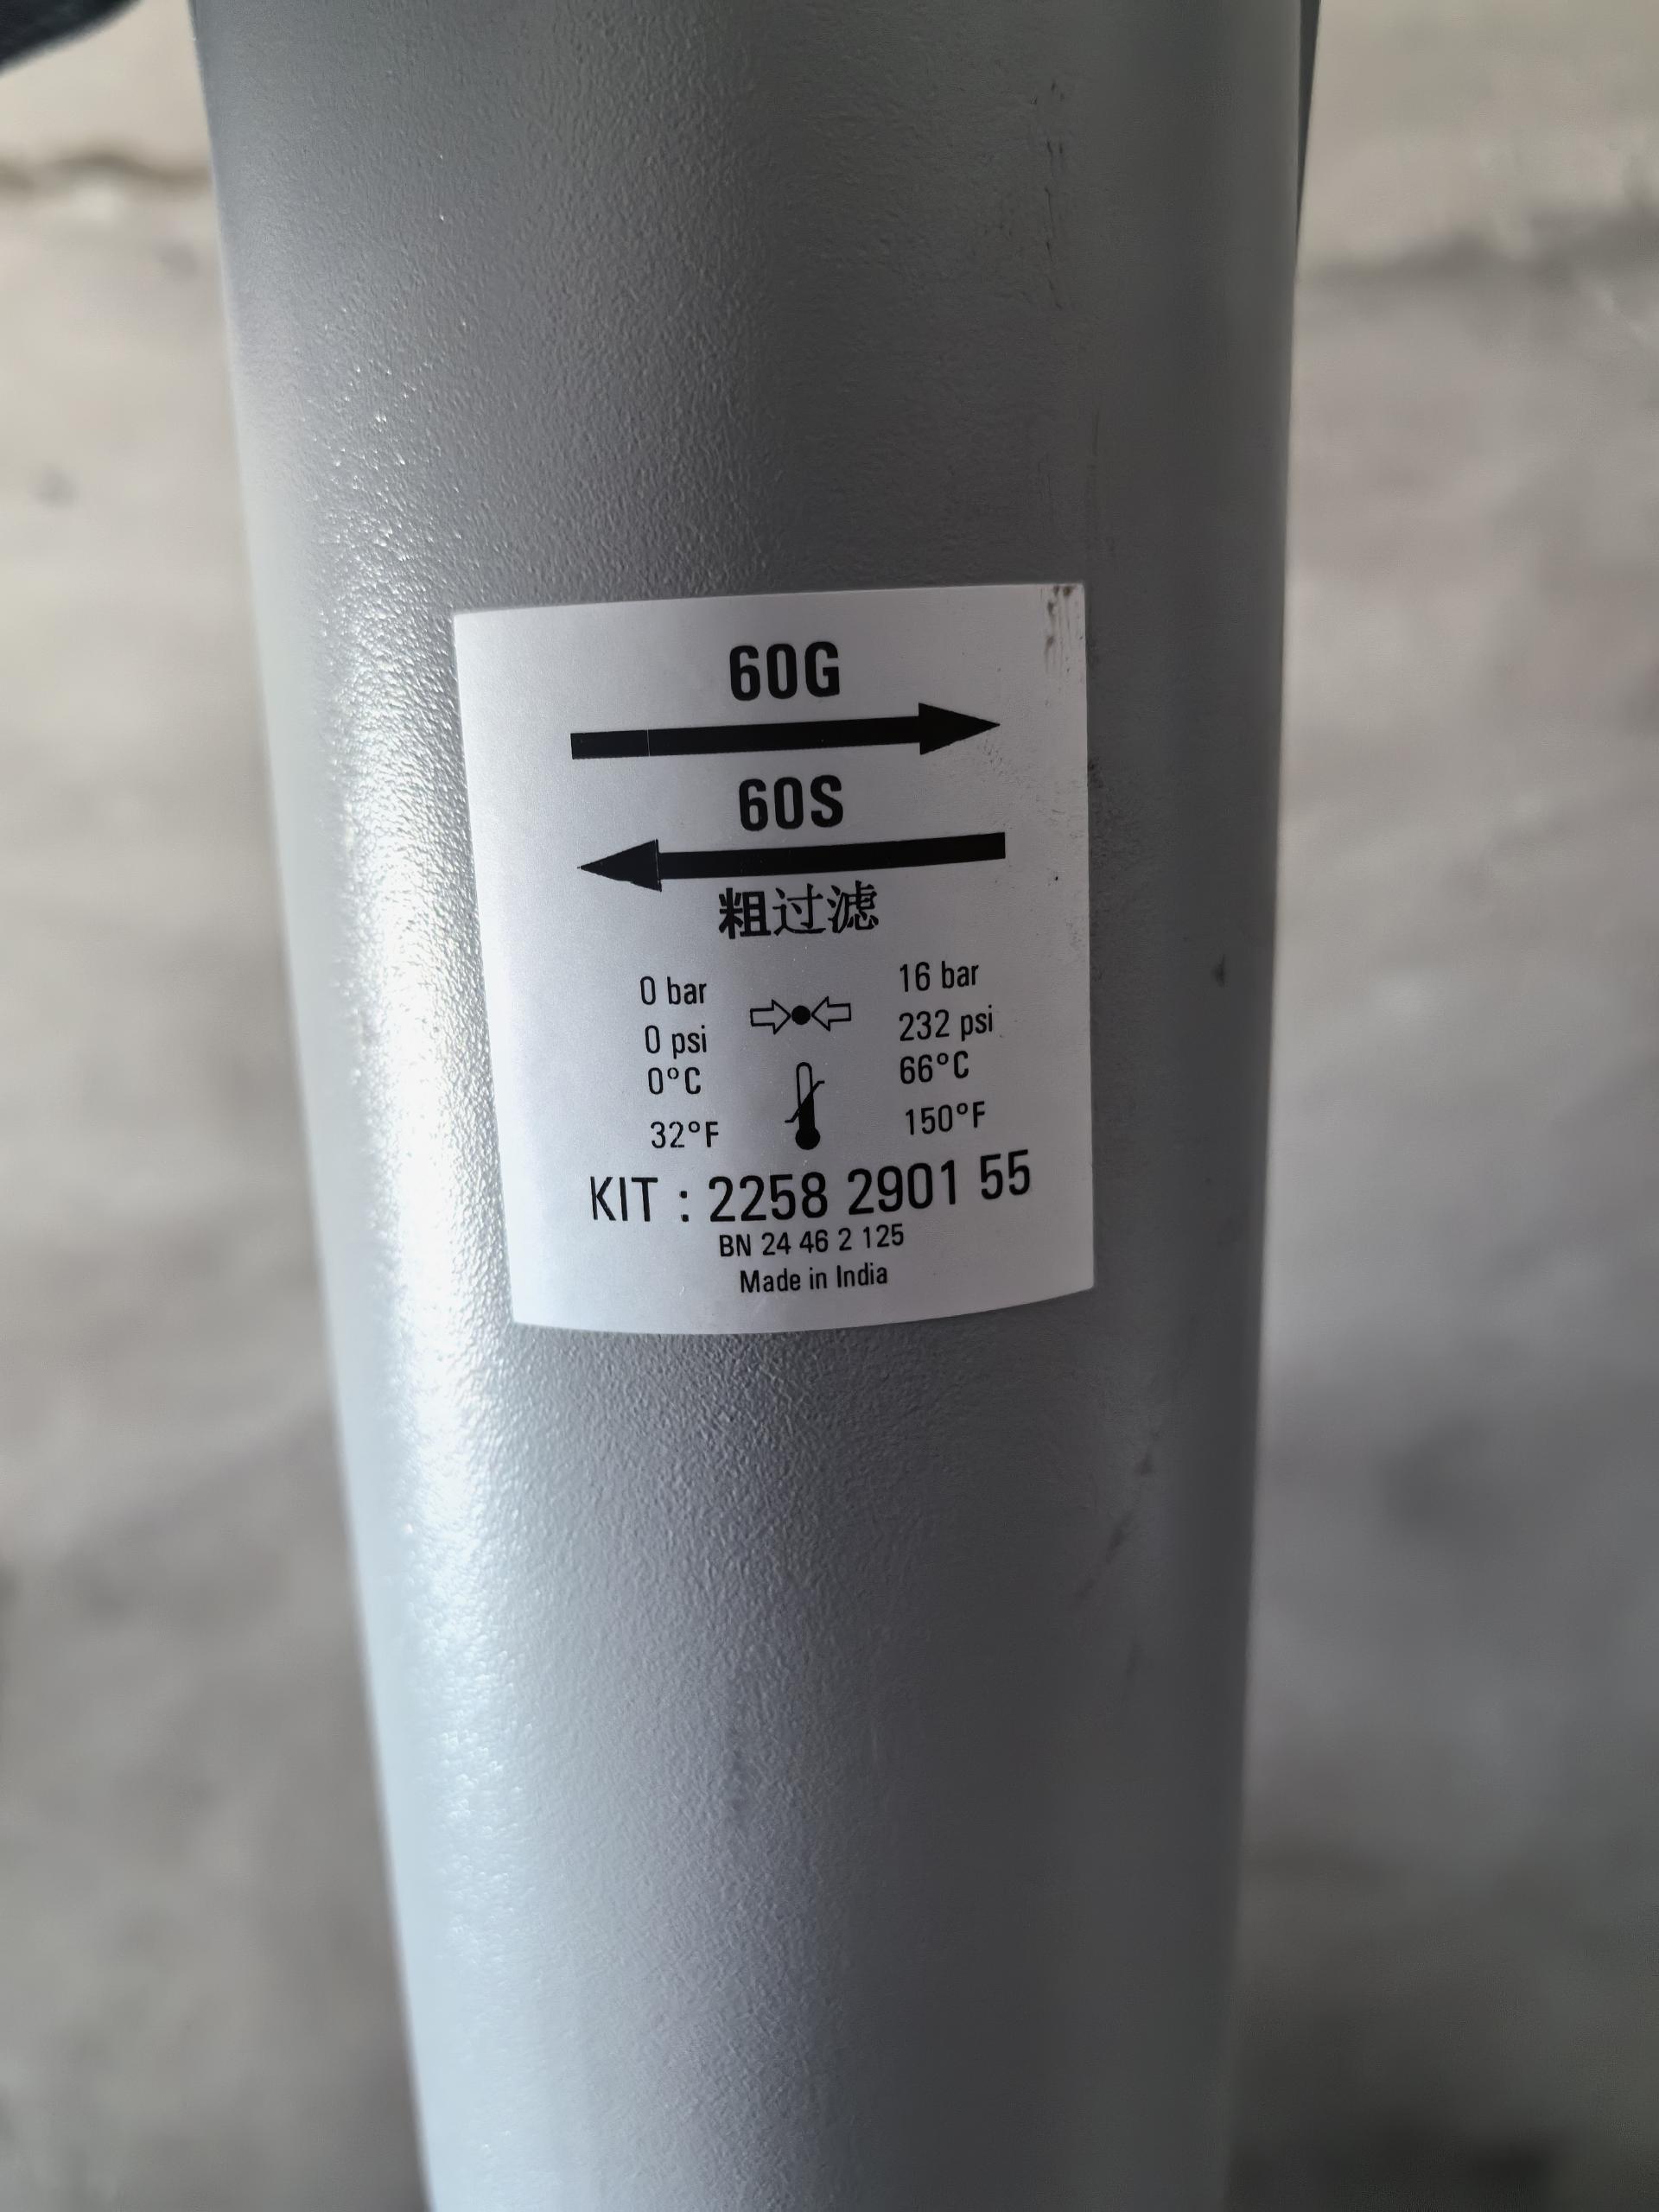 60G
60S
粗过滤
0 bar 16 bar
0 psi 232 psi
0°C 66°C
32°F 150°F
KIT : 2258 2901 55
BN 24 46 2 125
Made in India